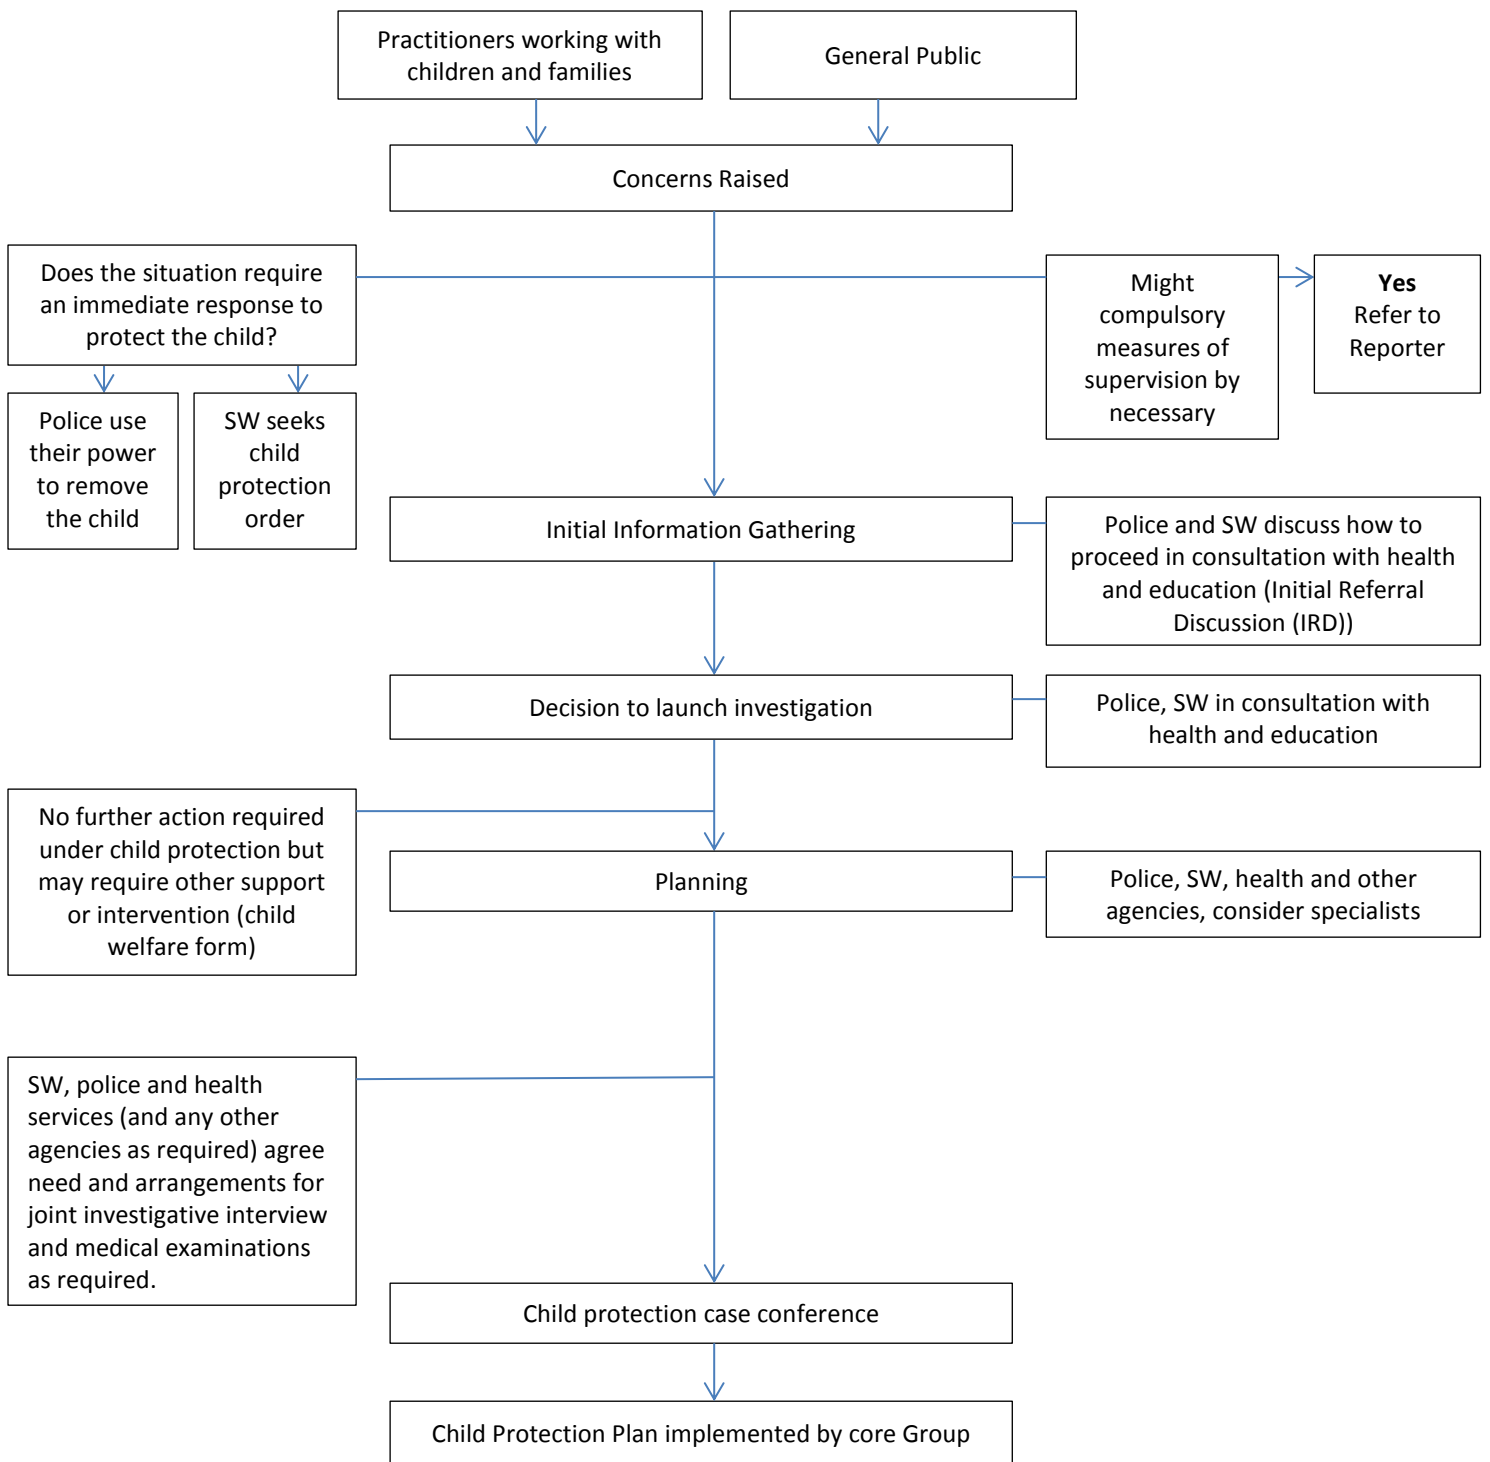 Practitioners working with
children and families
General Public
Concerns Raised
Does the situation require
an immediate response to
protect the child?
Might
compulsory
measures of
supervision by
necessary
Yes
Refer to
Reporter
Police use
their power
to remove
the child
SW seeks
child
protection
order
Initial Information Gathering
Police and SW discuss how to
proceed in consultation with health
and education (Initial Referral
Discussion (IRD))
Decision to launch investigation
Police, SW in consultation with
health and education
No further action required
under child protection but
may require other support
or intervention (child
welfare form)
Planning
Police, SW, health and other
agencies, consider specialists
SW, police and health
services (and any other
agencies as required) agree
need and arrangements for
joint investigative interview
and medical examinations
as required.
Child protection case conference
Child Protection Plan implemented by core Group